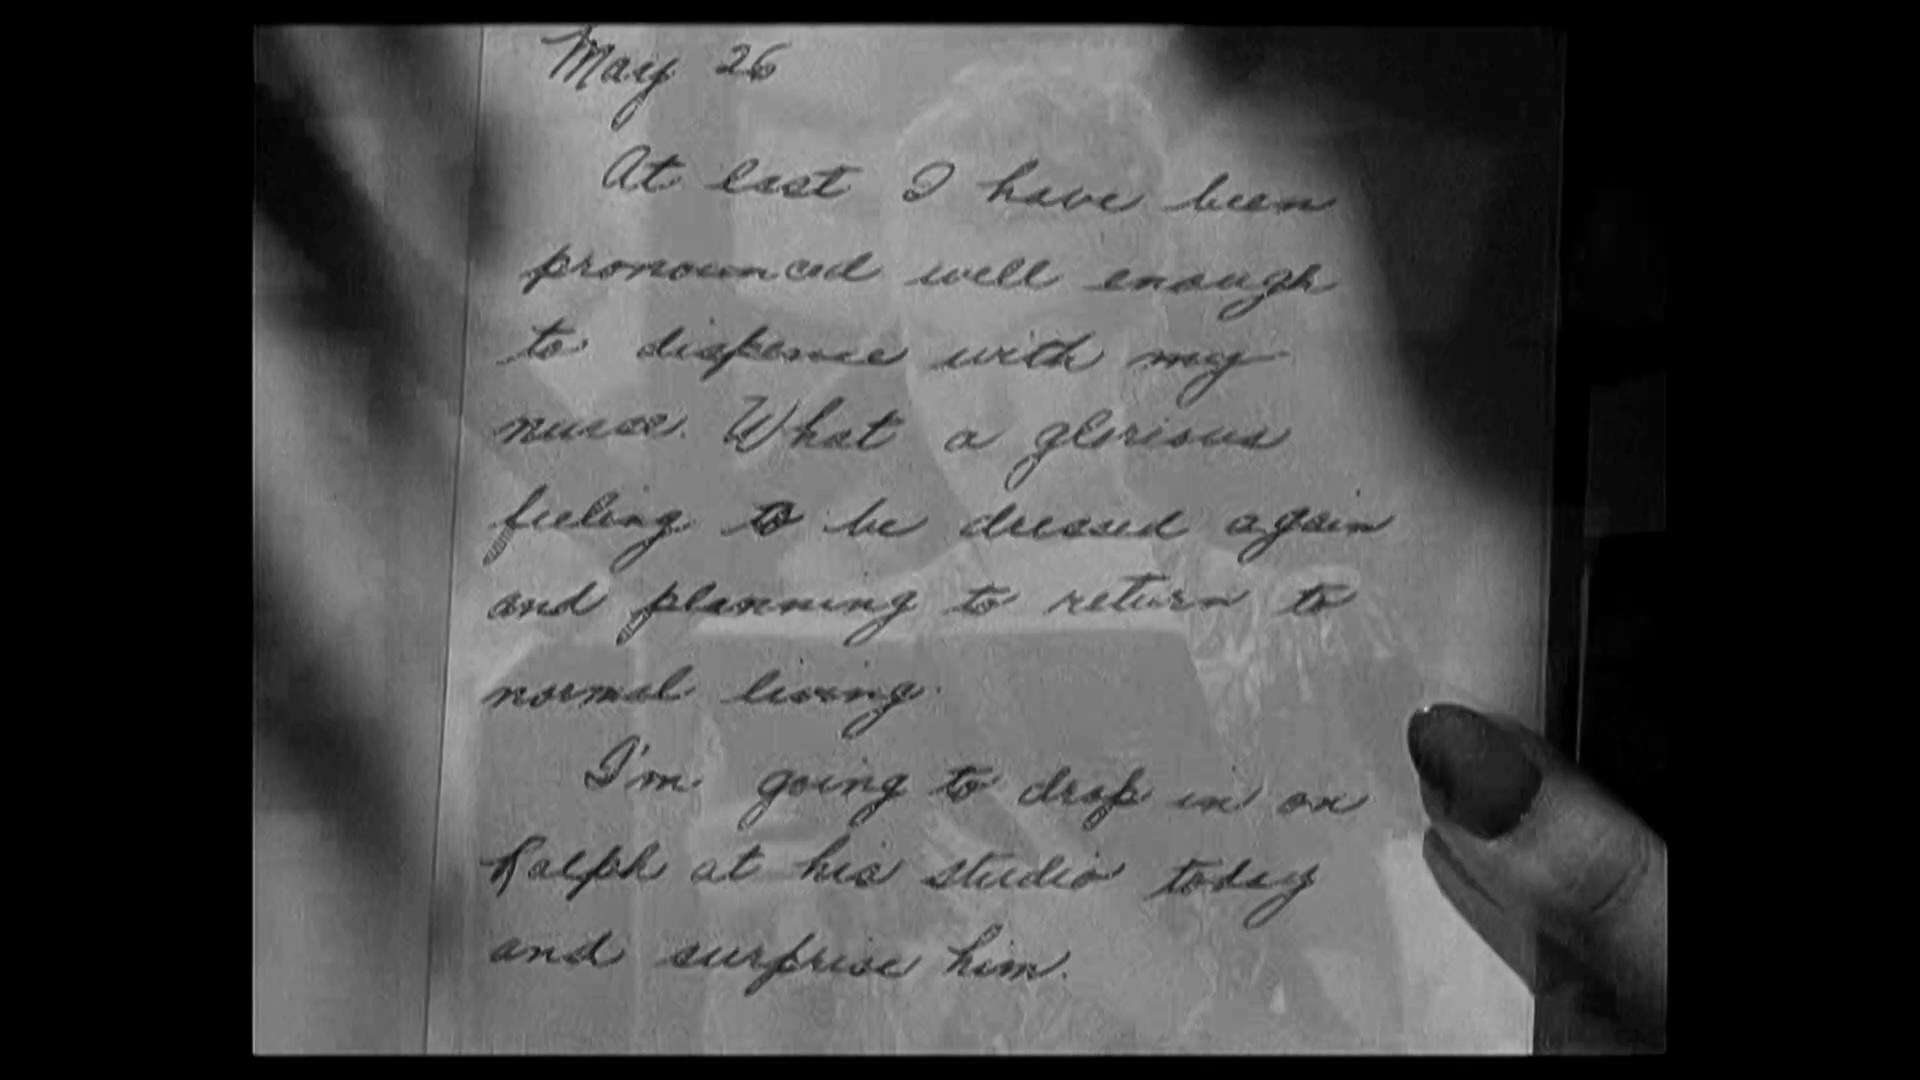 May 26
At last I have been
pronounced well enough
to dispense with my
nurse. What a glorious
feeling to be dressed again
and planning to return to
normal living.
I'm going to drop in on
Ralph at his studio today
and surprise him.